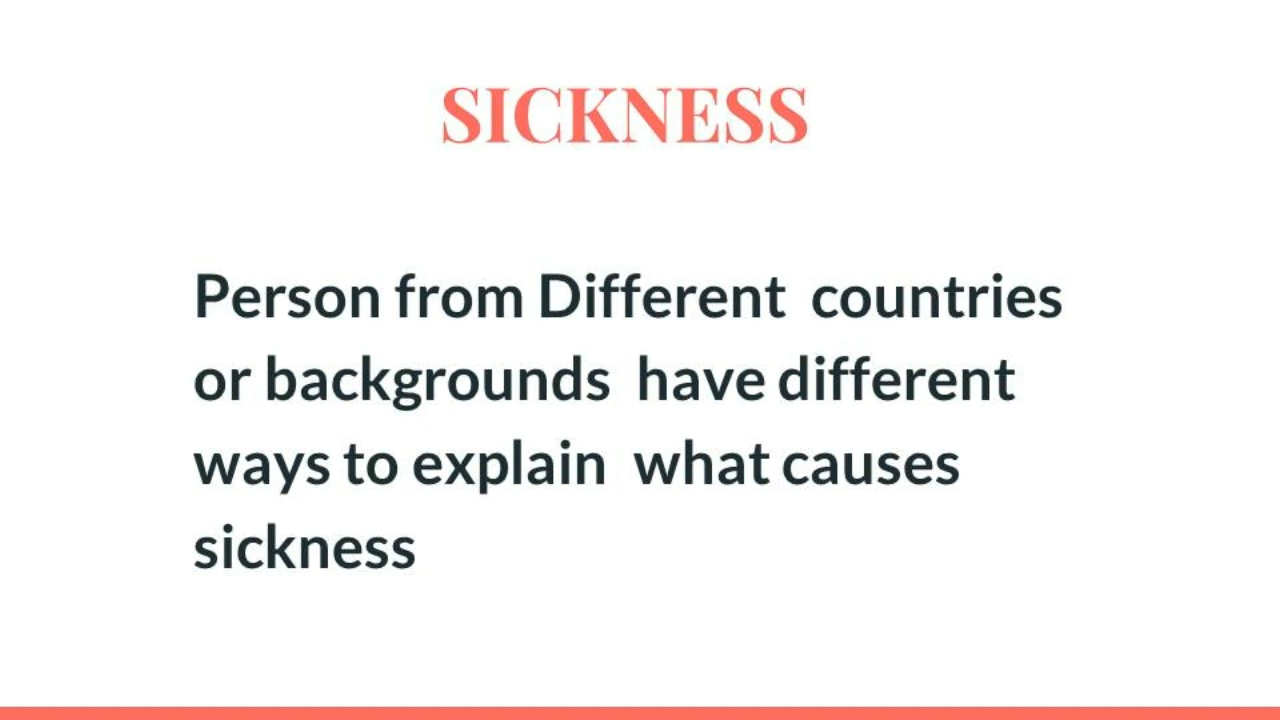 SICKNESS
Person from Different  countries
or backgrounds  have different
ways to explain  what causes
sickness